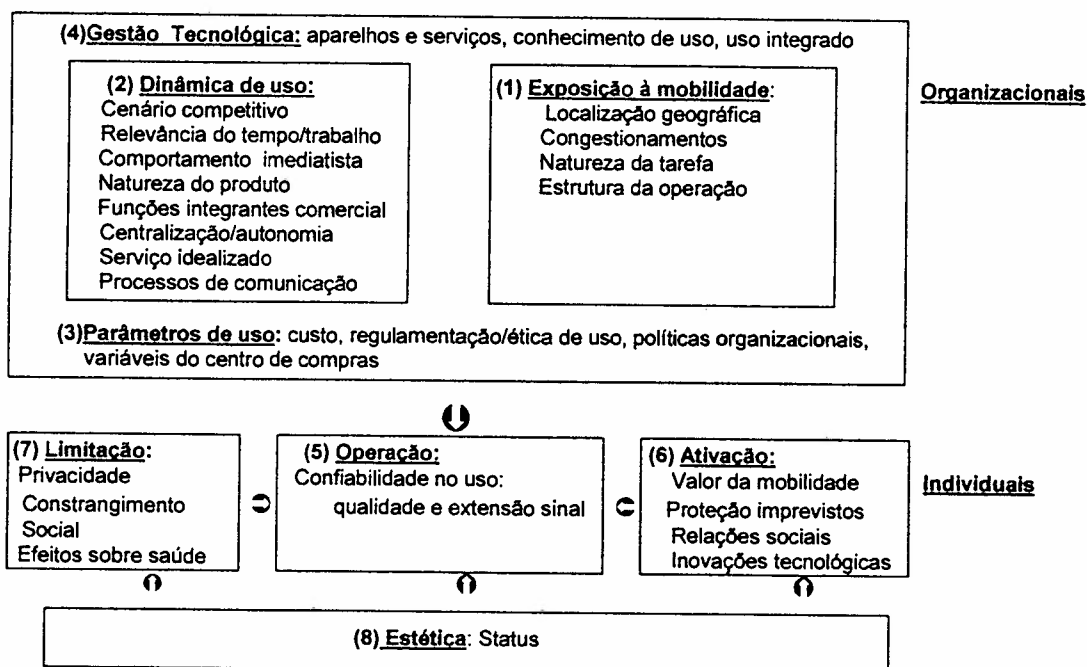 (4)Gestão Tecnológica: aparelhos e serviços, conhecimento de uso, uso integrado
(2) Dinâmica de uso:
Cenário competitivo
Relevância do tempo/trabalho
Comportamento imediatista
Natureza do produto
Funções integrantes comercial
Centralização/autonomia
Serviço idealizado
Processos de comunicação
(1) Exposição à mobilidade:
Localização geográfica
Congestionamentos
Natureza da tarefa
Estrutura da operação
Organizacionais
(3)Parâmetros de uso: custo, regulamentação/ética de uso, políticas organizacionais,
variáveis do centro de compras
(7) Limitação:
Privacidade
Constrangimento
Social
Efeitos sobre saúde
(5) Operação:
Confiabilidade no uso:
qualidade e extensão sinal
(6) Ativação:
Valor da mobilidade
Proteção imprevistos
Relações sociais
Inovações tecnológicas
Individuais
(8) Estética: Status